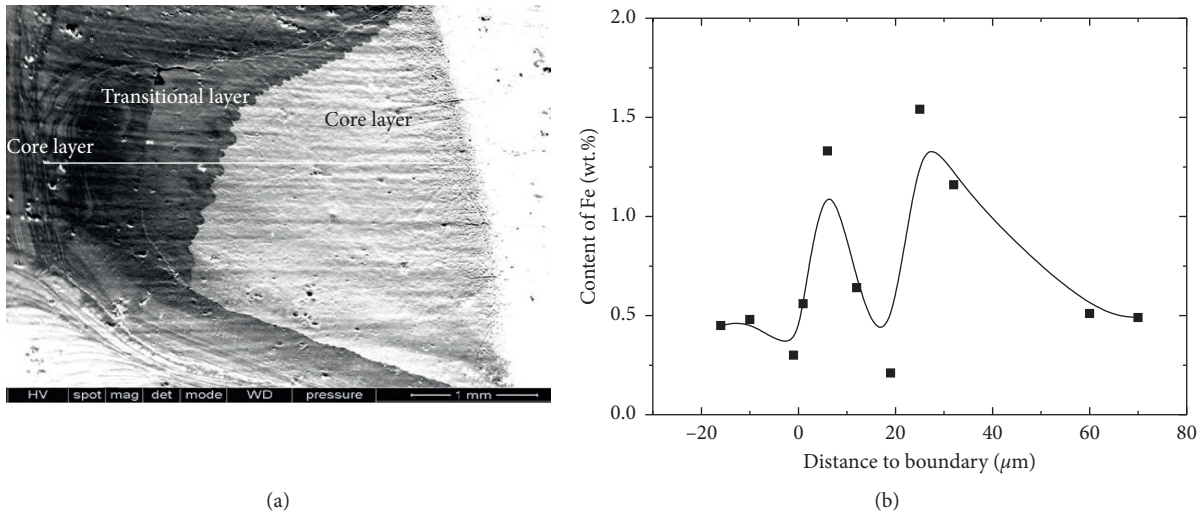 Transitional layer
Core layer
Core layer
HV spot mag det mode WD pressure 1 mm
(a)
2.0
1.5
1.0
0.5
0.0
Content of Fe (wt.%)
−20 0 20 40 60 80
Distance to boundary (μm)
(b)